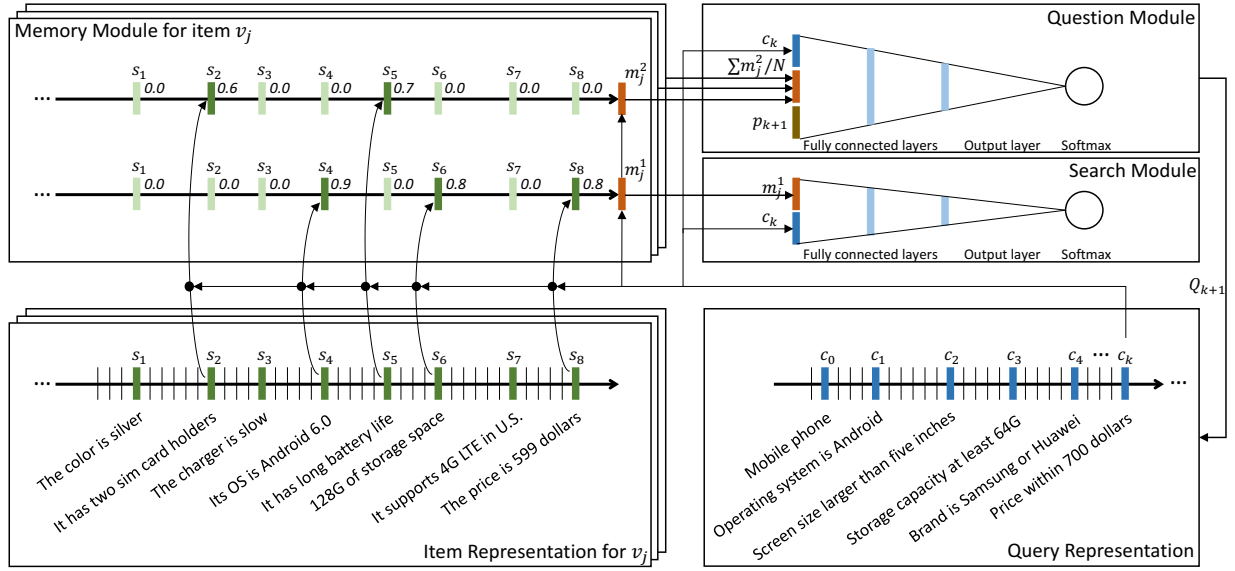 Memory Module for item v_j
s_1 s_2 s_3 s_4 s_5 s_6 s_7 s_8 m_j^2
... 0.0 0.6 0.0 0.0 0.7 0.0 0.0 0.0
s_1 s_2 s_3 s_4 s_5 s_6 s_7 s_8 m_j^1
... 0.0 0.0 0.0 0.9 0.0 0.8 0.0 0.8
Question Module
c_k
∑m_j^2/N
p_{k+1}
Fully connected layers Output layer Softmax
Search Module
m_j^1
c_k
Fully connected layers Output layer Softmax
Q_{k+1}
s_1 s_2 s_3 s_4 s_5 s_6 s_7 s_8
...
The color is silver
It has two sim card holders
The charger is slow
Its OS is Android 6.0
It has long battery life
128G of storage space
It supports 4G LTE in U.S.
The price is 599 dollars
Item Representation for v_j
c_0 c_1 c_2 c_3 c_4 ... c_k
...
Mobile phone
Operating system is Android
Screen size larger than five inches
Storage capacity at least 64G
Brand is Samsung or Huawei
Price within 700 dollars
Query Representation